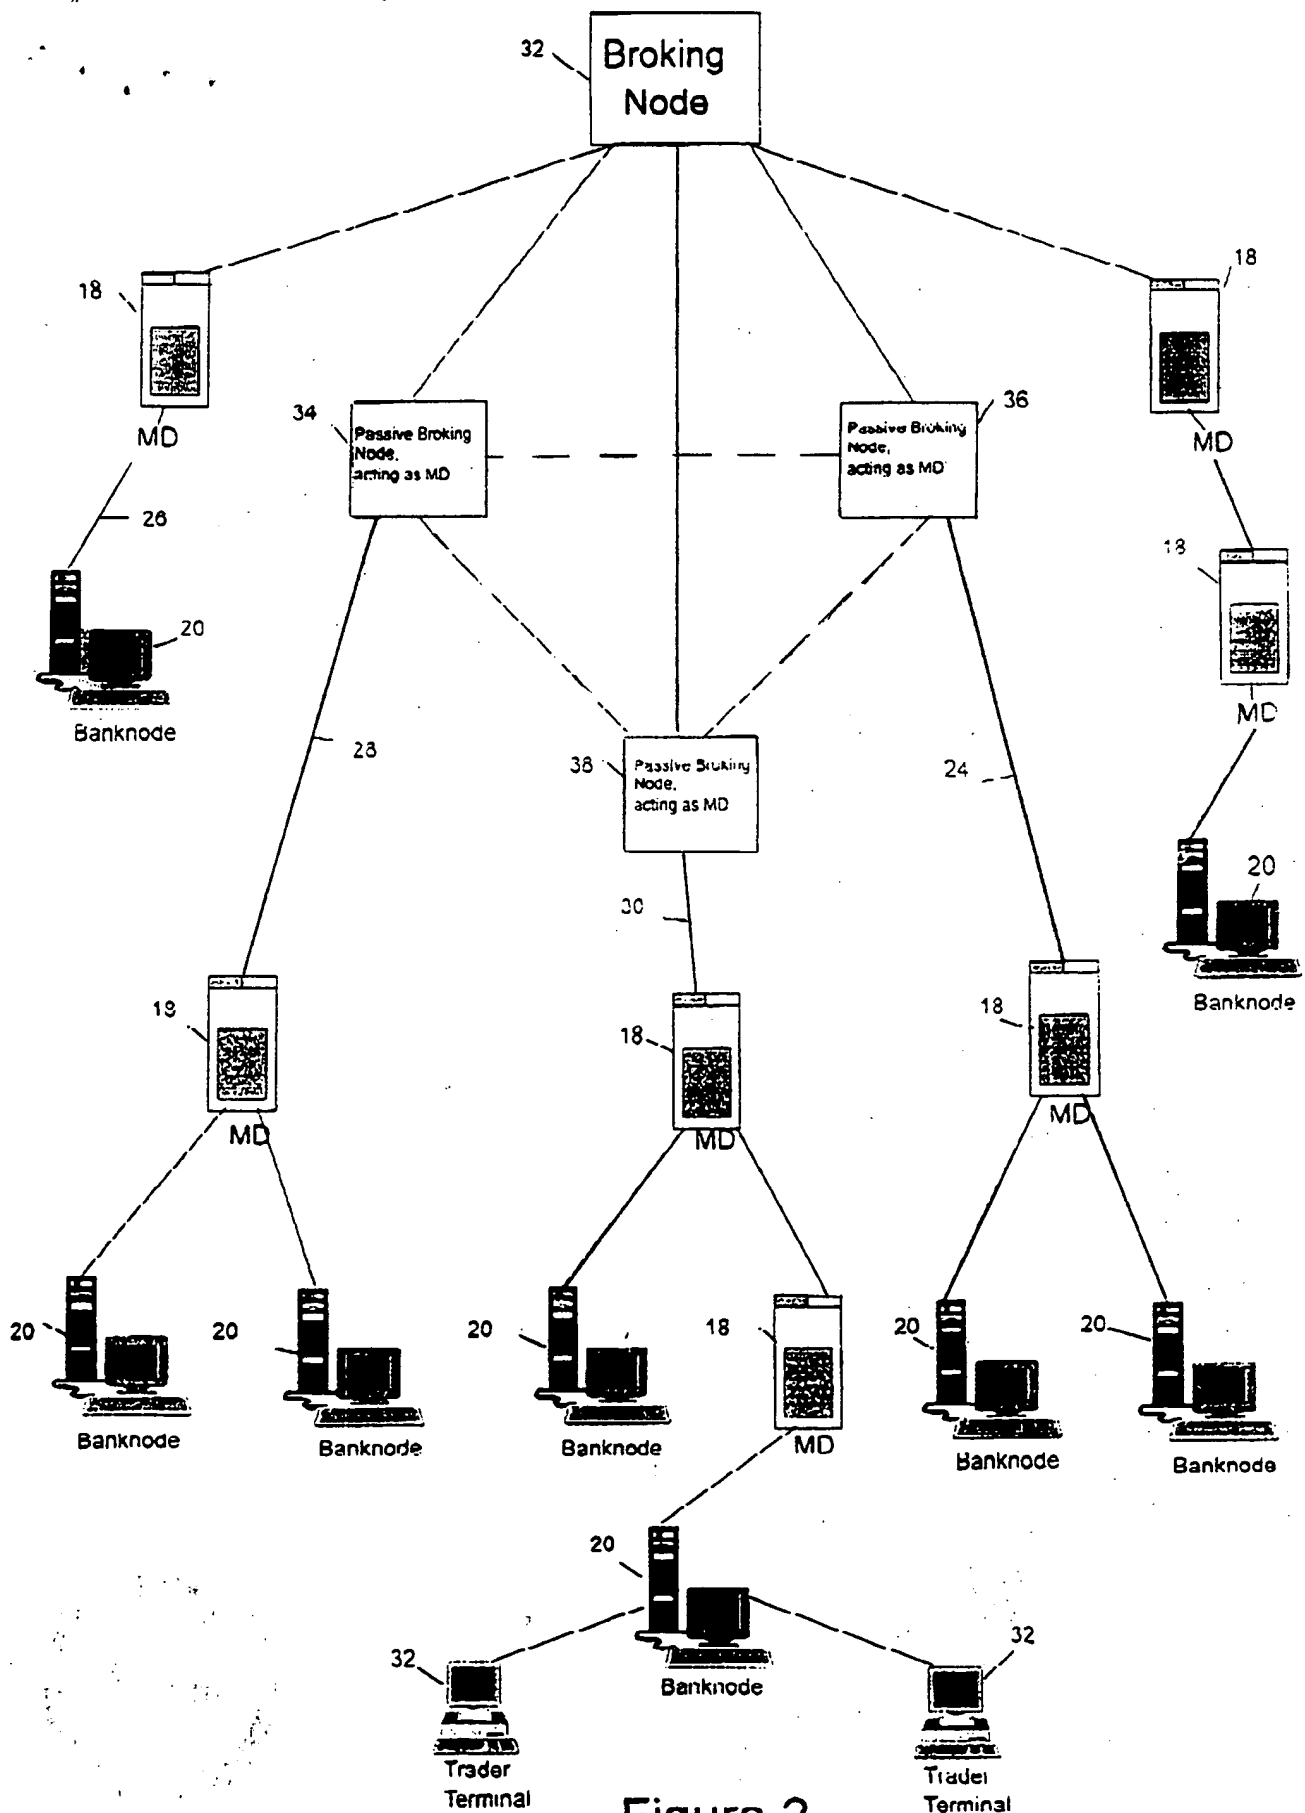 32
Broking
Node
18
18
34
36
Passive Broking
Node,
acting as MD
Passive Broking
Node,
acting as MD
MD
MD
26
18
20
MD
Banknode
28
38
Passive Broking
Node,
acting as MD
24
20
30
Banknode
18
18
18
MD
MD
MD
20
20
20
18
20
20
Banknode
Banknode
Banknode
MD
Banknode
Banknode
20
32
32
Banknode
Trader
Terminal
Trader
Terminal
Figure 2